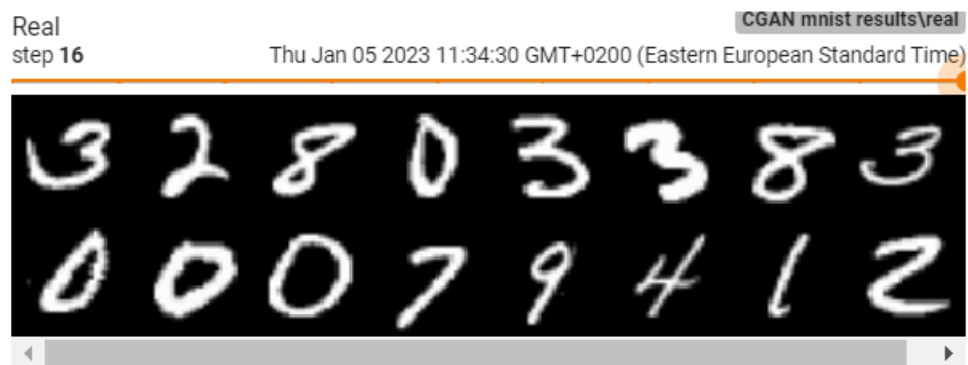 Real
CGAN mnist results\real
step 16
Thu Jan 05 2023 11:34:30 GMT+0200 (Eastern European Standard Time)
3 2 8 0 3 3 8 3
0 0 0 7 9 4 1 2